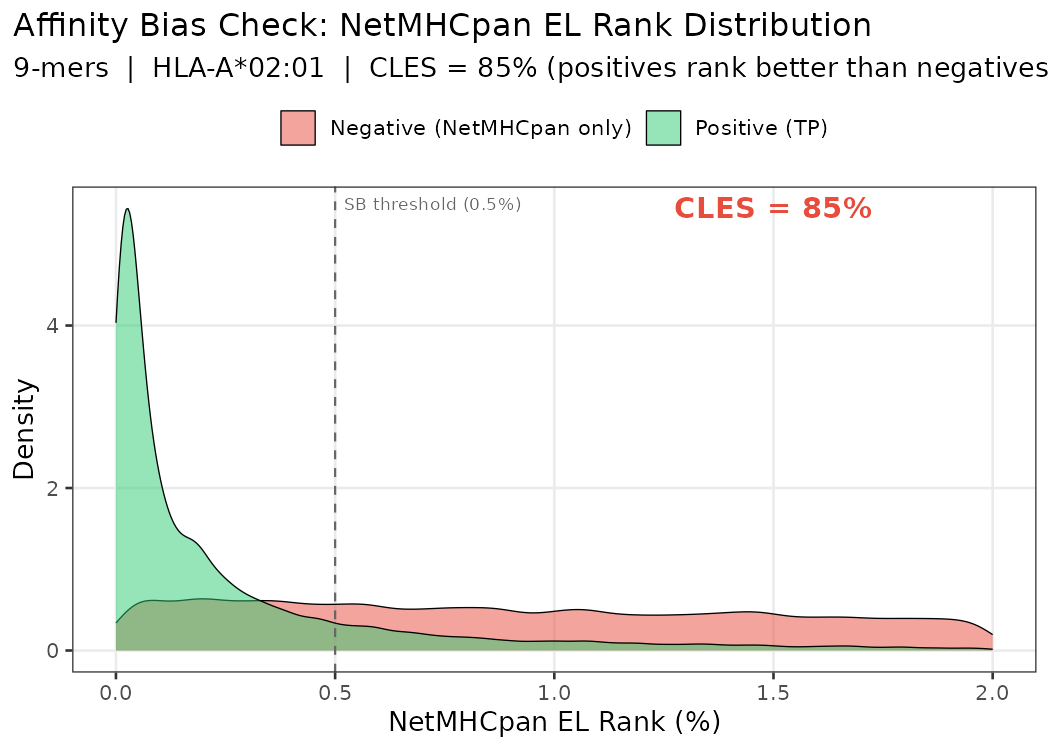 Affinity Bias Check: NetMHCpan EL Rank Distribution
9-mers | HLA-A*02:01 | CLES = 85% (positives rank better than negatives
Negative (NetMHCpan only) Positive (TP)
SB threshold (0.5%)
CLES = 85%
4
2
0
Density
0.0 0.5 1.0 1.5 2.0
NetMHCpan EL Rank (%)